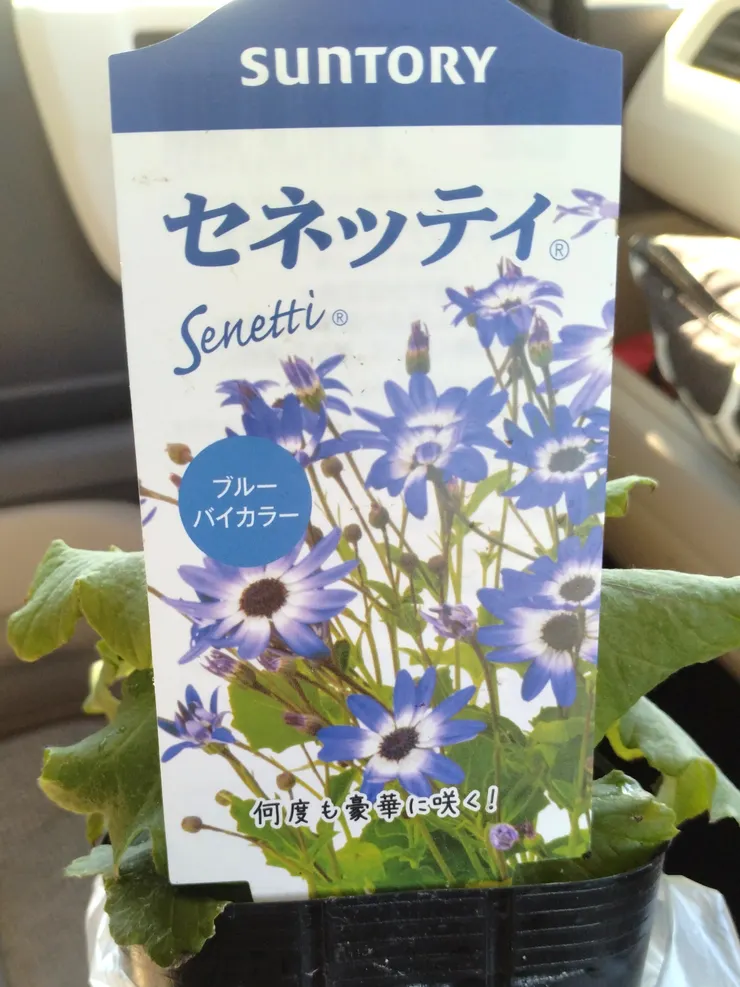 SUNTORY
セネッティ®
Senetti®
ブルー
バイカラー
何度も豪華に咲く!